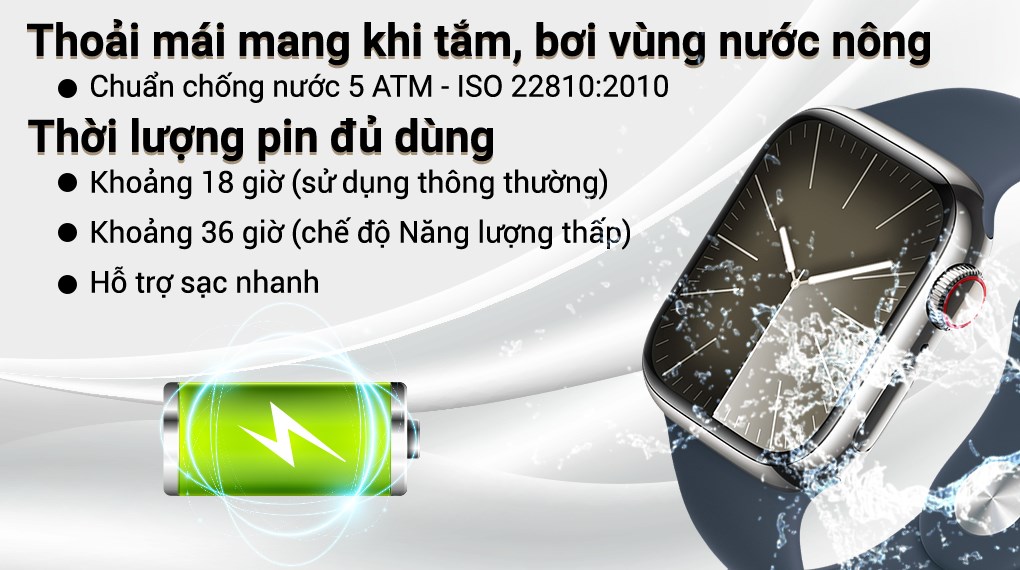 Thoải mái mang khi tắm, bơi vùng nước nông
● Chuẩn chống nước 5 ATM - ISO 22810:2010
Thời lượng pin đủ dùng
● Khoảng 18 giờ (sử dụng thông thường)
● Khoảng 36 giờ (chế độ Năng lượng thấp)
● Hỗ trợ sạc nhanh